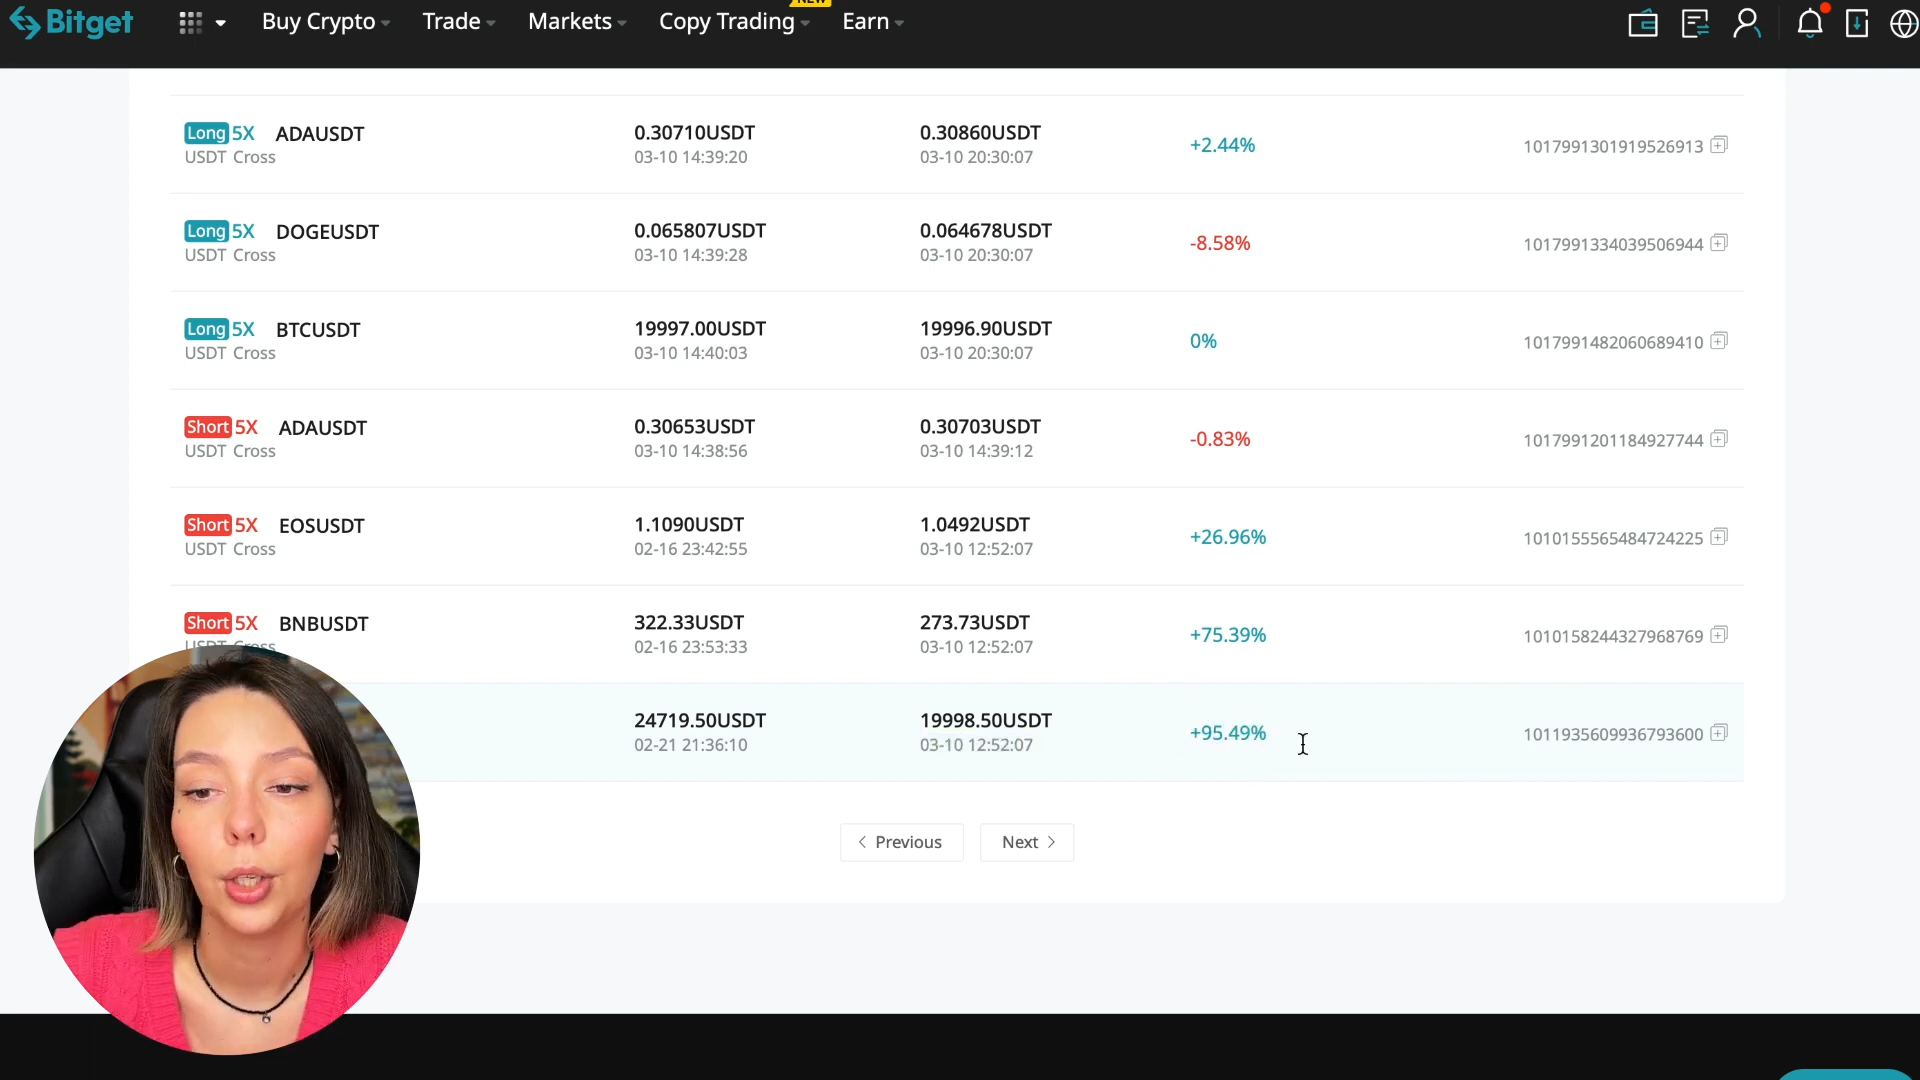 Bitget
Buy Crypto
Trade
Markets
Copy Trading
NEW
Earn
Long 5X ADAUSDT
USDT Cross
0.30710USDT
03-10 14:39:20
0.30860USDT
03-10 20:30:07
+2.44%
1017991301919526913
Long 5X DOGEUSDT
USDT Cross
0.065807USDT
03-10 14:39:28
0.064678USDT
03-10 20:30:07
-8.58%
1017991334039506944
Long 5X BTCUSDT
USDT Cross
19997.00USDT
03-10 14:40:03
19996.90USDT
03-10 20:30:07
0%
1017991482060689410
Short 5X ADAUSDT
USDT Cross
0.30653USDT
03-10 14:38:56
0.30703USDT
03-10 14:39:12
-0.83%
1017991201184927744
Short 5X EOSUSDT
USDT Cross
1.1090USDT
02-16 23:42:55
1.0492USDT
03-10 12:52:07
+26.96%
1010155565484724225
Short 5X BNBUSDT
USDT Cross
322.33USDT
02-16 23:53:33
273.73USDT
03-10 12:52:07
+75.39%
1010158244327968769
24719.50USDT
02-21 21:36:10
19998.50USDT
03-10 12:52:07
+95.49%
1011935609936793600
Previous
Next